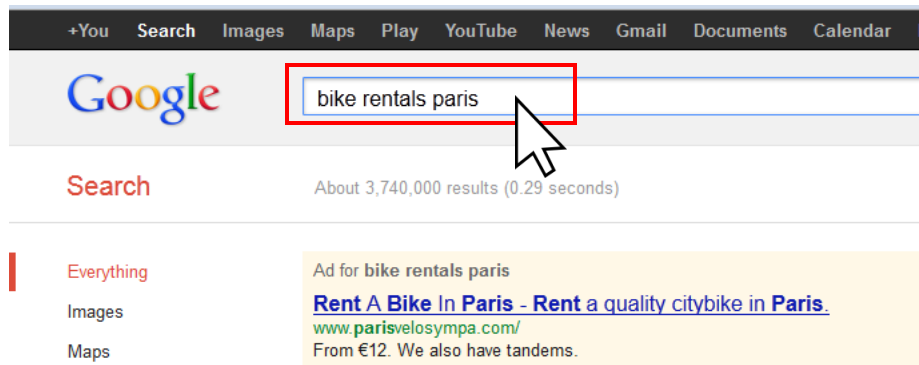 +You Search Images Maps Play YouTube News Gmail Documents Calendar
Google
bike rentals paris
Search
About 3,740,000 results (0.29 seconds)
Everything
Images
Maps
Ad for bike rentals paris
Rent A Bike In Paris - Rent a quality citybike in Paris.
www.parisvelosympa.com/
From €12. We also have tandems.